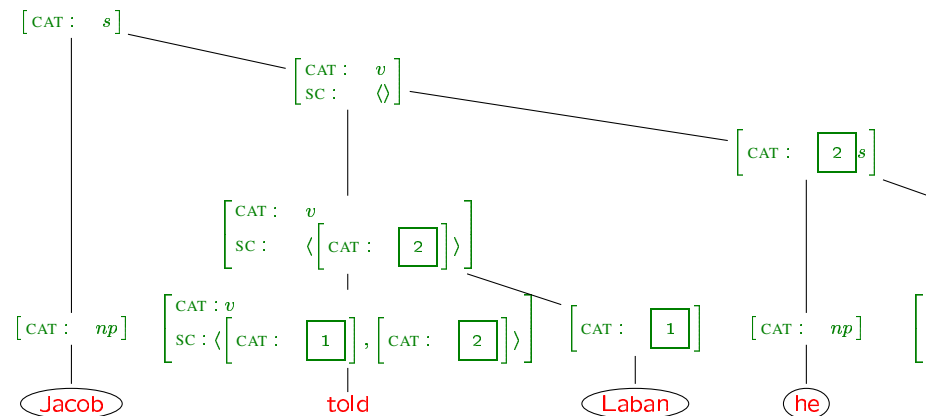 [CAT : s]
[CAT : v
SC : ⟨⟩]
[CAT : 2 s]
[CAT : v
SC : ⟨[CAT : 2]⟩]
[CAT : v
SC : ⟨[CAT : 1], [CAT : 2]⟩]
[CAT : np]
[CAT : 1]
[CAT : np]
[
Jacob told Laban he